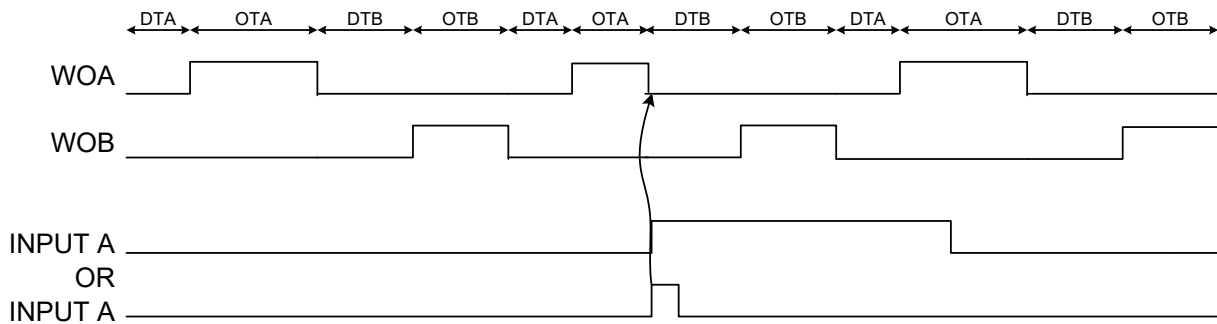 DTA OTA DTB OTB DTA OTA DTB OTB DTA OTA DTB OTB
WOA
WOB
INPUT A
OR
INPUT A